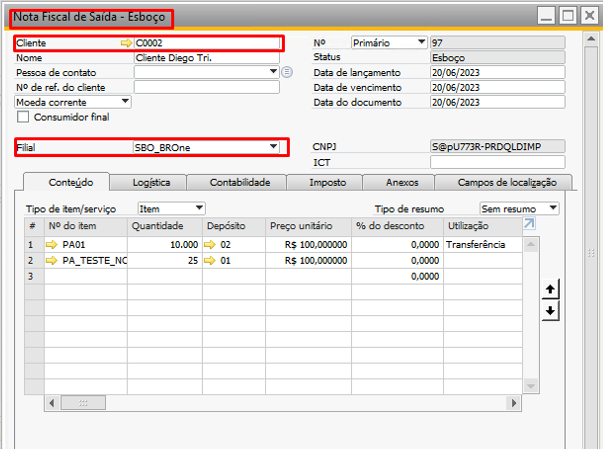 Nota Fiscal de Saída - Esboço
Cliente C0002 Nº Primário 97
Nome Cliente Diego Tri. Status Esboço
Pessoa de contato Data de lançamento 20/06/2023
Nº de ref. do cliente Data de vencimento 20/06/2023
Moeda corrente Data do documento 20/06/2023
Consumidor final
Filial SBO_BROne CNPJ S@pU773R-PRDQLDIMP
ICT
Conteúdo Logística Contabilidade Imposto Anexos Campos de localização
Tipo de item/serviço Item Tipo de resumo Sem resumo
# Nº do item Quantidade Depósito Preço unitário % do desconto Utilização
1 PA01 10.000 02 R$ 100,000000 0,0000 Transferência
2 PA_TESTE_NC 25 01 R$ 100,000000 0,0000
3 0,0000